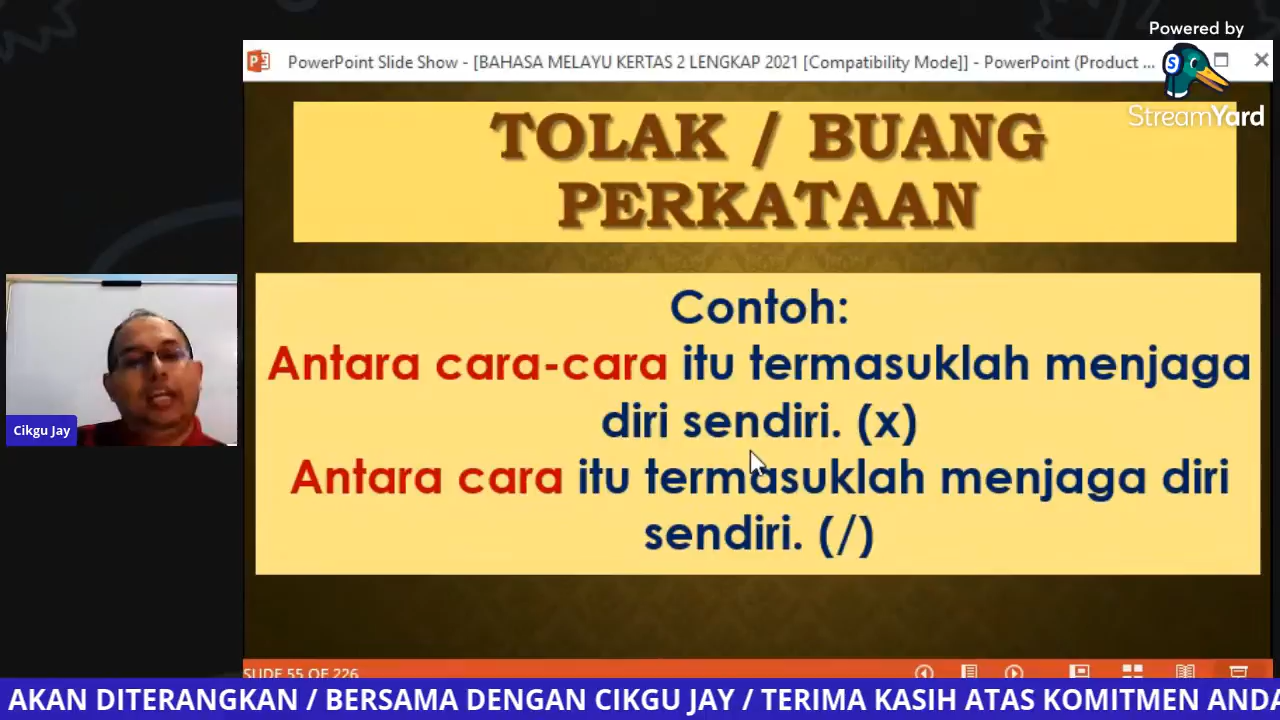 Powered by
StreamYard
PowerPoint Slide Show - [BAHASA MELAYU KERTAS 2 LENGKAP 2021 [Compatibility Mode]] - PowerPoint (Product ...
TOLAK / BUANG
PERKATAAN
Contoh:
Antara cara-cara itu termasuklah menjaga
diri sendiri. (x)
Antara cara itu termasuklah menjaga diri
sendiri. (/)
Cikgu Jay
SLIDE 55 OF 226
AKAN DITERANGKAN / BERSAMA DENGAN CIKGU JAY / TERIMA KASIH ATAS KOMITMEN ANDA